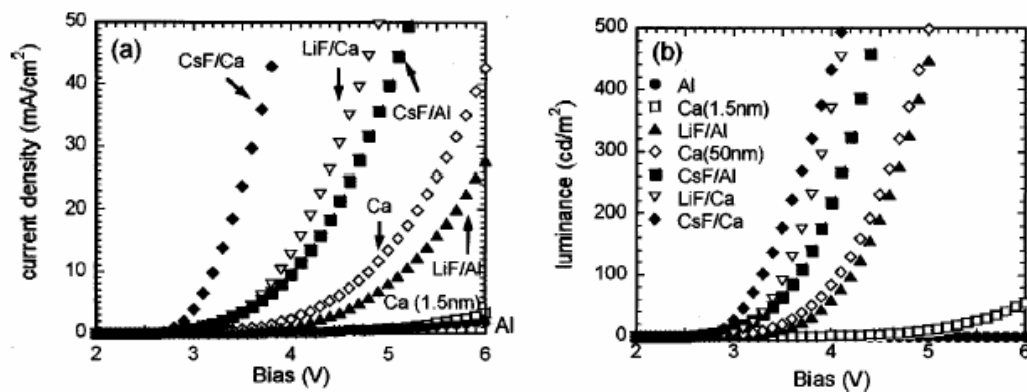 (a)
50
40
30
20
10
0
current density (mA/cm²)
CsF/Ca
LiF/Ca
CsF/Al
Ca
LiF/Al
Ca (1.5nm)
Al
2 3 4 5 6
Bias (V)
(b)
500
400
300
200
100
0
luminance (cd/m²)
Al
Ca(1.5nm)
LiF/Al
Ca(50nm)
CsF/Al
LiF/Ca
CsF/Ca
2 3 4 5 6
Bias (V)